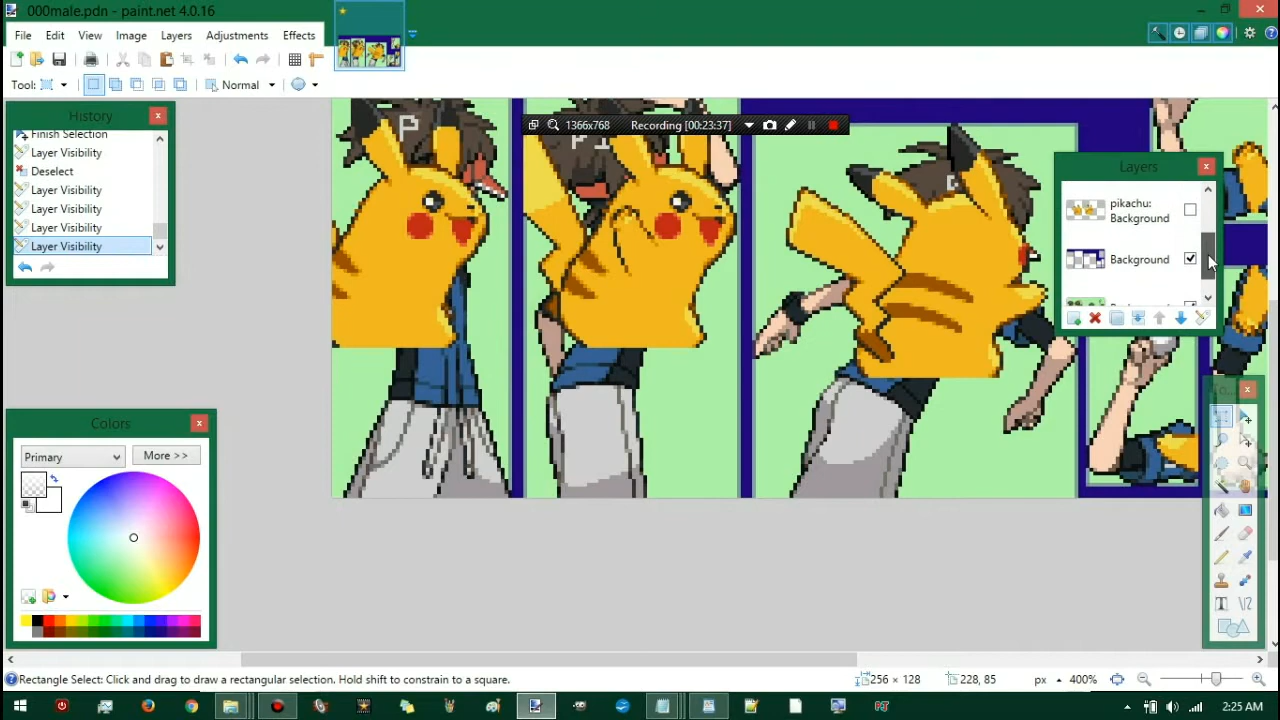 000male.pdn - paint.net 4.0.16
File Edit View Image Layers Adjustments Effects
Tool: Normal
History
Finish Selection
Layer Visibility
Deselect
Layer Visibility
Layer Visibility
Layer Visibility
Layer Visibility
1366x768 Recording [00:23:37]
P
P
Layers
pikachu:
Background
Background
Colors
Primary More >>
To...
Rectangle Select: Click and drag to draw a rectangular selection. Hold shift to constrain to a square. 256 × 128 228, 85 px 400%
2:25 AM